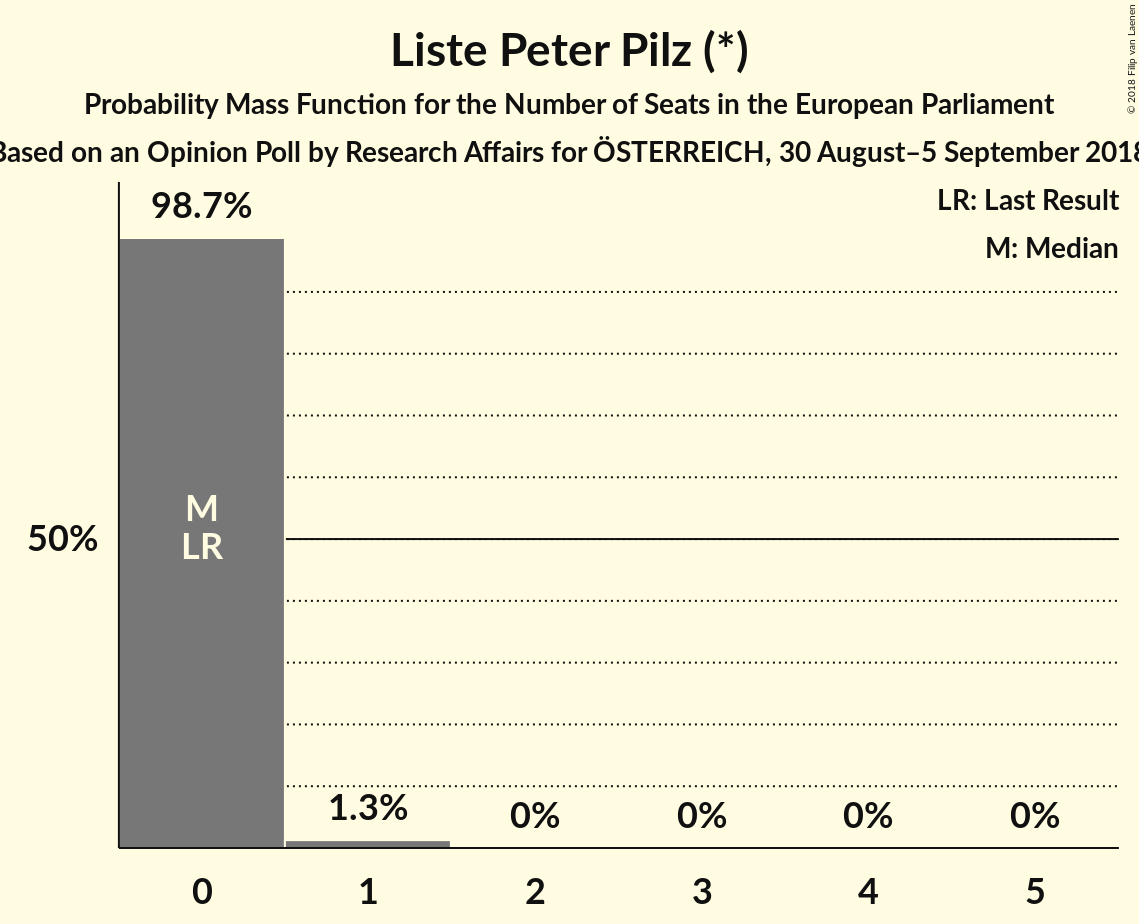 Liste Peter Pilz (*)
Probability Mass Function for the Number of Seats in the European Parliament
Based on an Opinion Poll by Research Affairs for ÖSTERREICH, 30 August–5 September 2018
© 2018 Filip van Laenen
LR: Last Result
M: Median
98.7%
M
LR
50%
1.3%
0%
0%
0%
0%
0
1
2
3
4
5